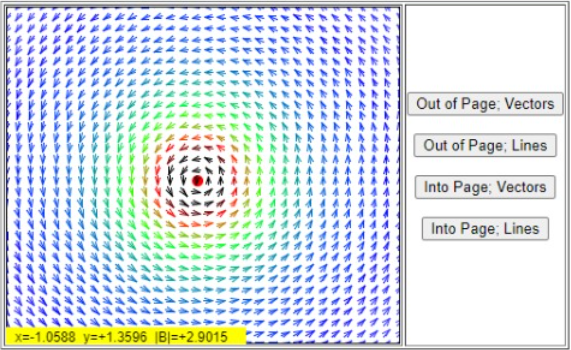 Out of Page; Vectors
Out of Page; Lines
Into Page; Vectors
Into Page; Lines
x=-1.0588 y=+1.3596 |B|=+2.9015